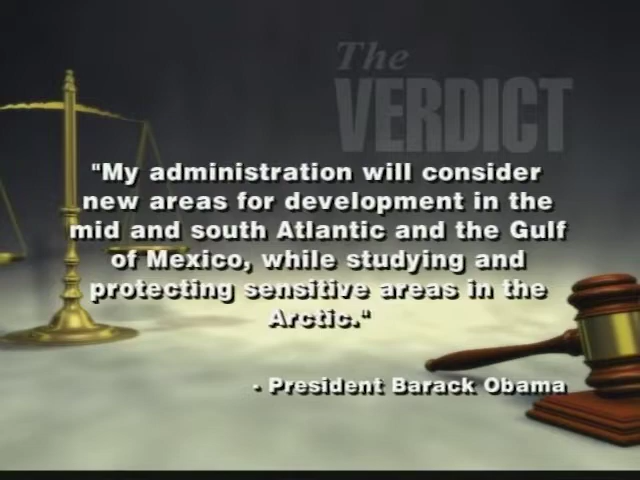 The
VERDICT
"My administration will consider
new areas for development in the
mid and south Atlantic and the Gulf
of Mexico, while studying and
protecting sensitive areas in the
Arctic."
- President Barack Obama